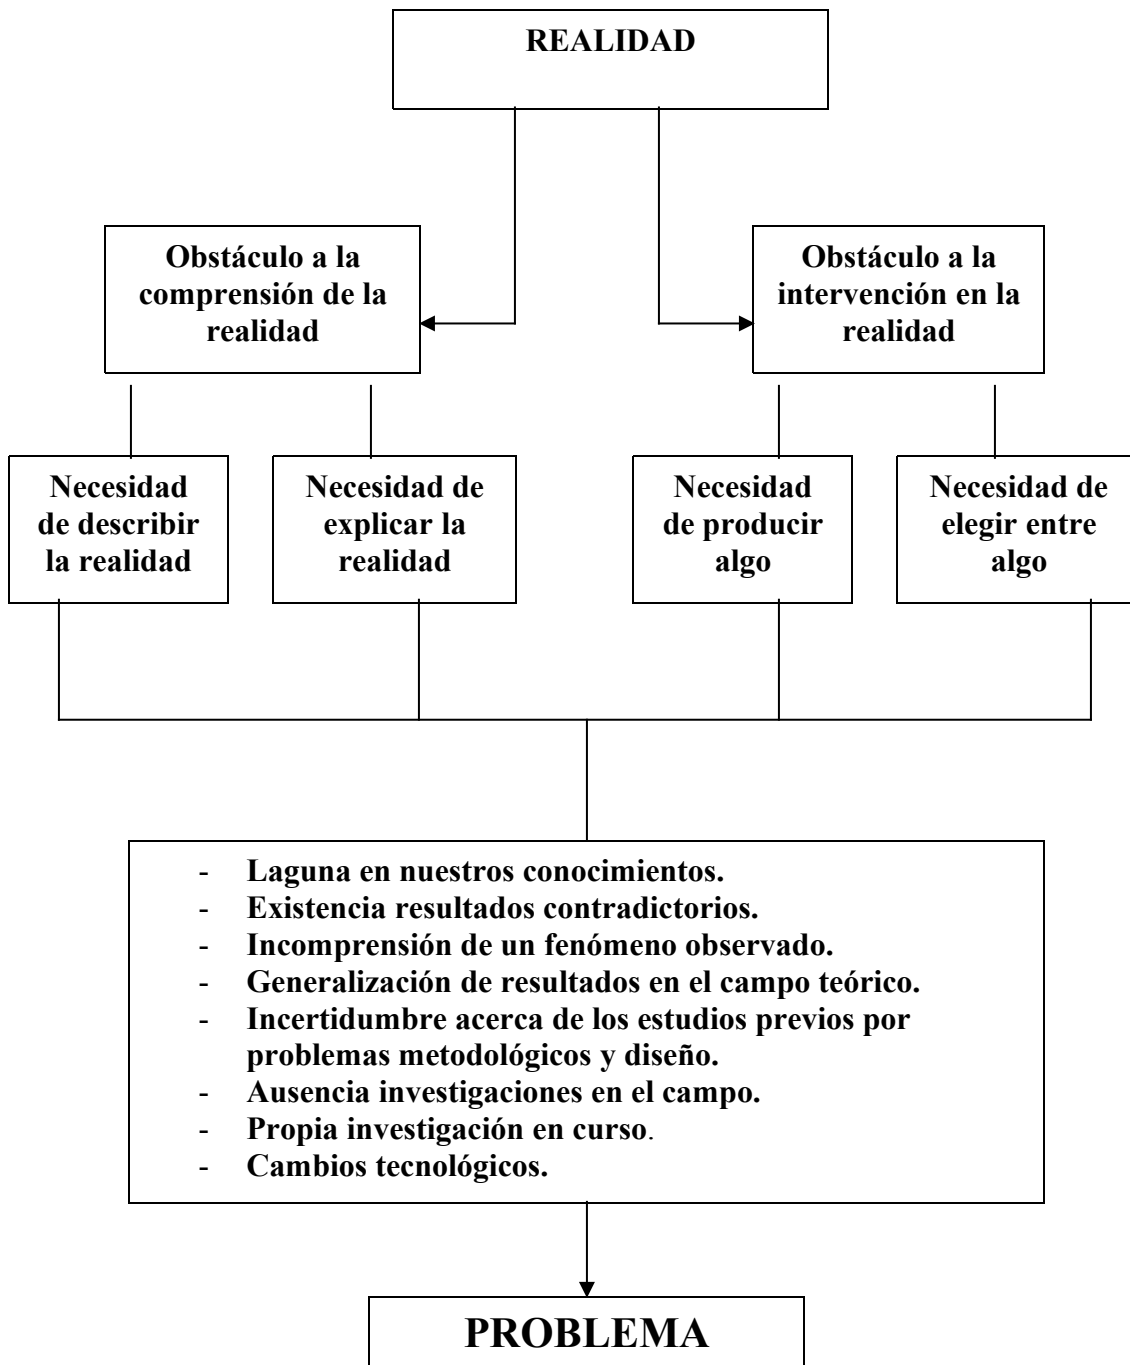 REALIDAD
Obstáculo a la
comprensión de la
realidad
Obstáculo a la
intervención en la
realidad
Necesidad
de describir
la realidad
Necesidad de
explicar la
realidad
Necesidad
de producir
algo
Necesidad de
elegir entre
algo
- Laguna en nuestros conocimientos.
- Existencia resultados contradictorios.
- Incomprensión de un fenómeno observado.
- Generalización de resultados en el campo teórico.
- Incertidumbre acerca de los estudios previos por
problemas metodológicos y diseño.
- Ausencia investigaciones en el campo.
- Propia investigación en curso.
- Cambios tecnológicos.
PROBLEMA